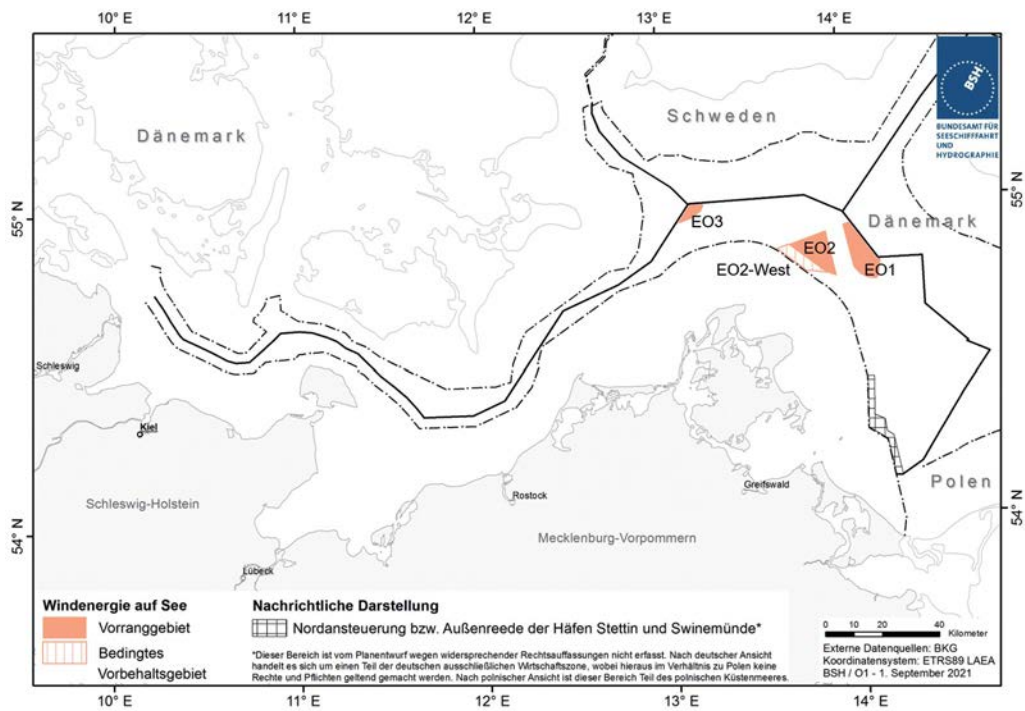 10° E
11° E
12° E
13° E
14° E
BSH
BUNDESAMT FÜR
SEESCHIFFFAHRT
UND
HYDROGRAPHIE
Schweden
Dänemark
55° N
55° N
EO3
Dänemark
EO2
EO2-West
EO1
Schleswig
Kiel
Greifswald
Polen
Schleswig-Holstein
Rostock
54° N
54° N
Mecklenburg-Vorpommern
Lübeck
Windenergie auf See
Vorranggebiet
Bedingtes
Vorbehaltsgebiet
Nachrichtliche Darstellung
Nordansteuerung bzw. Außenreede der Häfen Stettin und Swinemünde*
*Dieser Bereich ist vom Planentwurf wegen widersprechender Rechtsauffassungen nicht erfasst. Nach deutscher Ansicht
handelt es sich um einen Teil der deutschen ausschließlichen Wirtschaftszone, wobei hieraus im Verhältnis zu Polen keine
Rechte und Pflichten geltend gemacht werden. Nach polnischer Ansicht ist dieser Bereich Teil des polnischen Küstenmeeres.
0 10 20 40
Kilometer
Externe Datenquellen: BKG
Koordinatensystem: ETRS89 LAEA
BSH / O1 - 1. September 2021
10° E
11° E
12° E
13° E
14° E